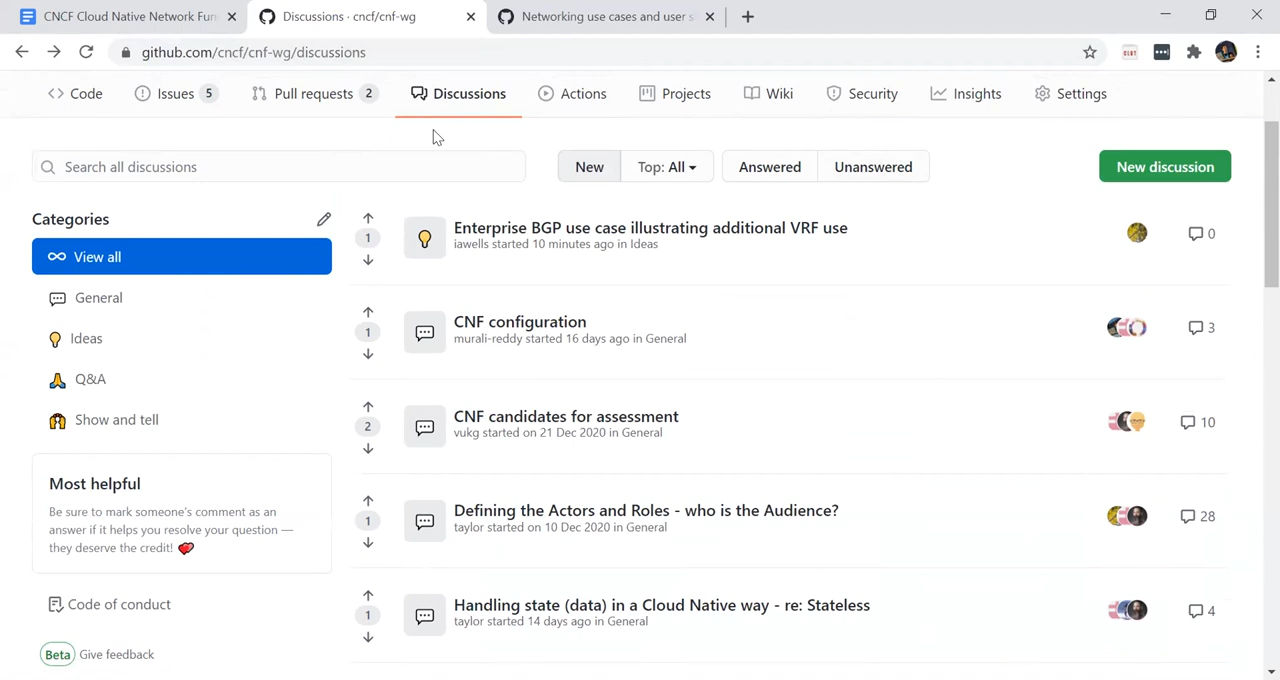 CNCF Cloud Native Network Fun
Discussions · cncf/cnf-wg
Networking use cases and user s
github.com/cncf/cnf-wg/discussions
Code
Issues 5
Pull requests 2
Discussions
Actions
Projects
Wiki
Security
Insights
Settings
Search all discussions
New
Top: All
Answered
Unanswered
New discussion
Categories
View all
General
Ideas
Q&A
Show and tell
Most helpful
Be sure to mark someone's comment as an
answer if it helps you resolve your question —
they deserve the credit!
Code of conduct
Beta Give feedback
1
Enterprise BGP use case illustrating additional VRF use
iawells started 10 minutes ago in Ideas
0
1
CNF configuration
murali-reddy started 16 days ago in General
3
2
CNF candidates for assessment
vukg started on 21 Dec 2020 in General
10
1
Defining the Actors and Roles - who is the Audience?
taylor started on 10 Dec 2020 in General
28
1
Handling state (data) in a Cloud Native way - re: Stateless
taylor started 14 days ago in General
4